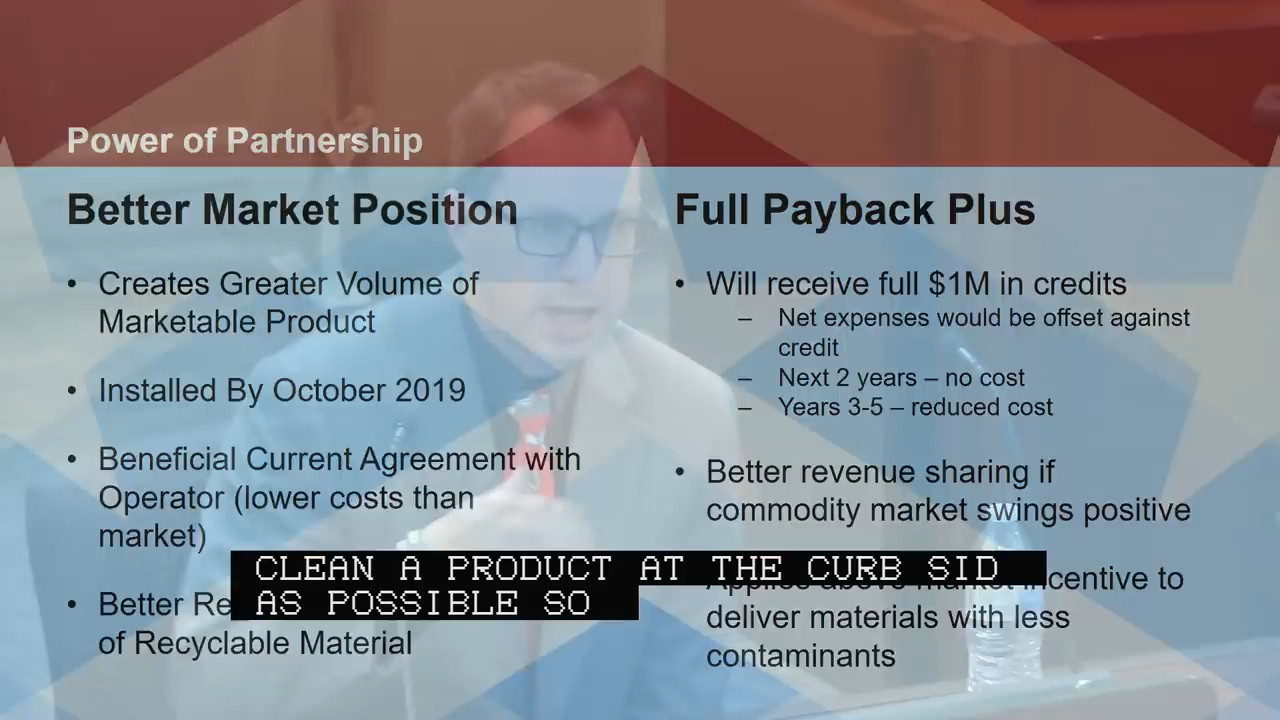 Power of Partnership
Better Market Position
• Creates Greater Volume of
Marketable Product
• Installed By October 2019
• Beneficial Current Agreement with
Operator (lower costs than
market)
• Better Re
of Recyclable Material
Full Payback Plus
• Will receive full $1M in credits
– Net expenses would be offset against
credit
– Next 2 years – no cost
– Years 3-5 – reduced cost
• Better revenue sharing if
commodity market swings positive
Applies above market incentive to
deliver materials with less
contaminants
CLEAN A PRODUCT AT THE CURB SID
AS POSSIBLE SO